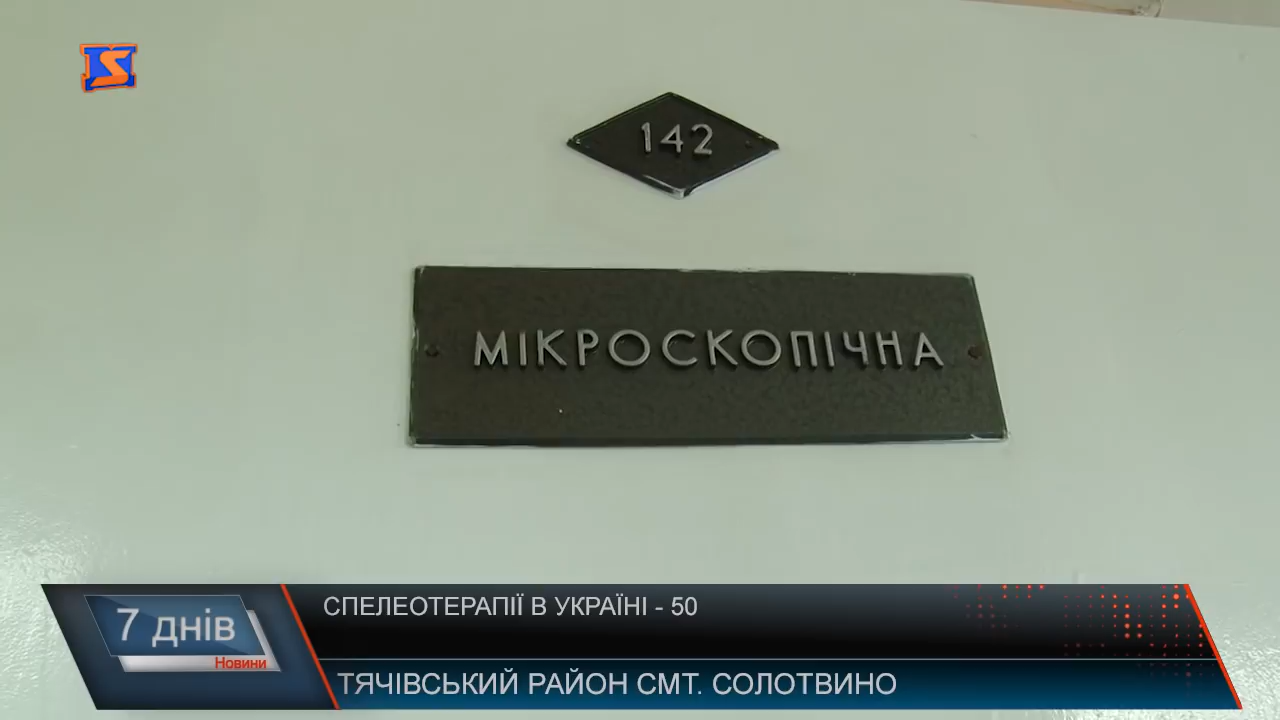 142
МІКРОСКОПІЧНА
7 днів
Новини
СПЕЛЕОТЕРАПІЇ В УКРАЇНІ - 50
ТЯЧІВСЬКИЙ РАЙОН СМТ. СОЛОТВИНО